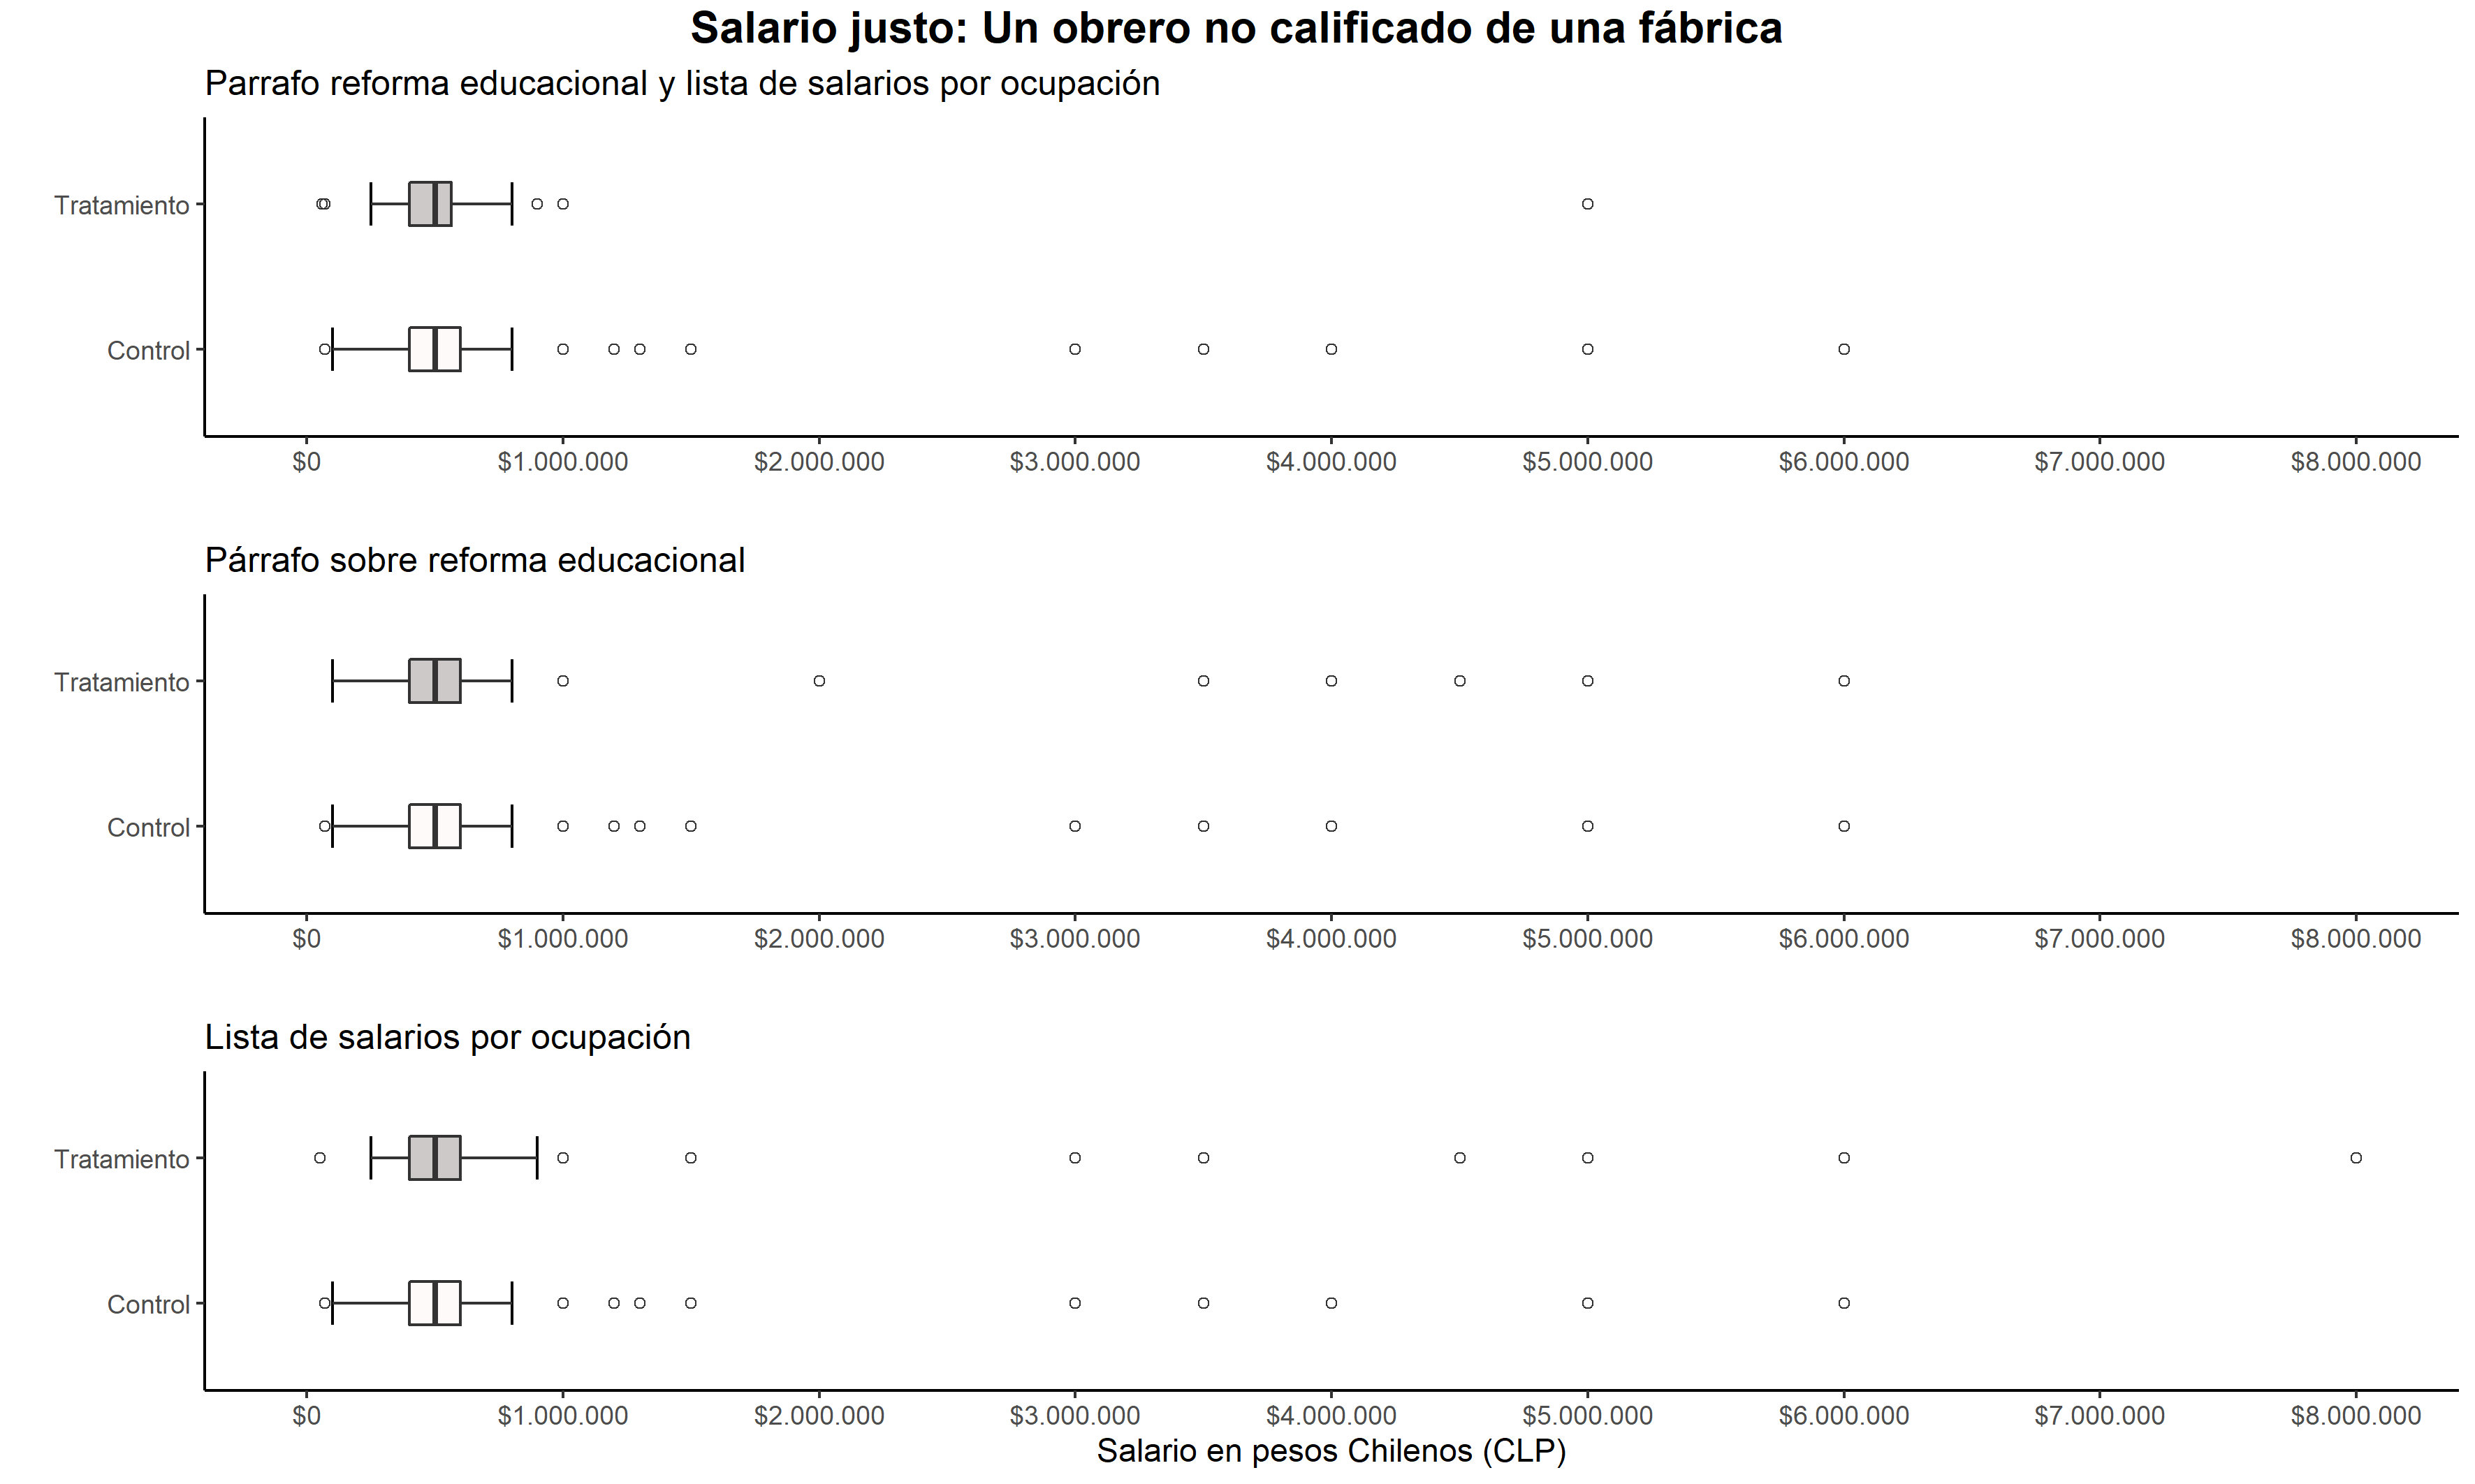 Salario justo: Un obrero no calificado de una fábrica
Parrafo reforma educacional y lista de salarios por ocupación
Tratamiento
Control
$0 $1.000.000 $2.000.000 $3.000.000 $4.000.000 $5.000.000 $6.000.000 $7.000.000 $8.000.000
Párrafo sobre reforma educacional
Tratamiento
Control
$0 $1.000.000 $2.000.000 $3.000.000 $4.000.000 $5.000.000 $6.000.000 $7.000.000 $8.000.000
Lista de salarios por ocupación
Tratamiento
Control
$0 $1.000.000 $2.000.000 $3.000.000 $4.000.000 $5.000.000 $6.000.000 $7.000.000 $8.000.000
Salario en pesos Chilenos (CLP)